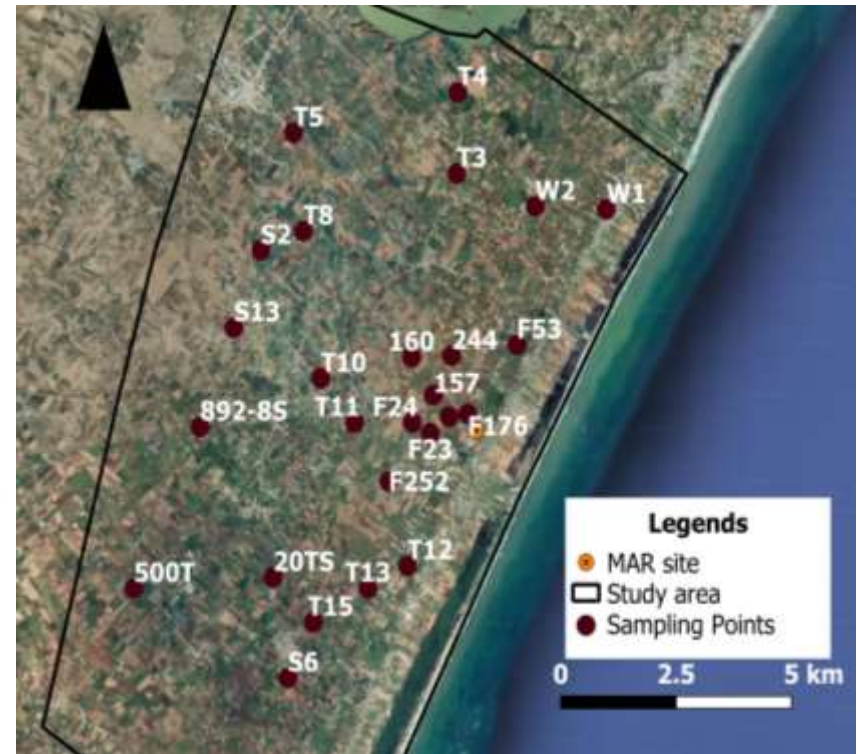 T4
T5
T3
W2
W1
T8
S2
S13
F53
244
160
T10
157
892-8S
T11
F24
F176
F23
F252
T12
500T
20TS
T13
T15
S6
Legends
MAR site
Study area
Sampling Points
0 2.5 5 km